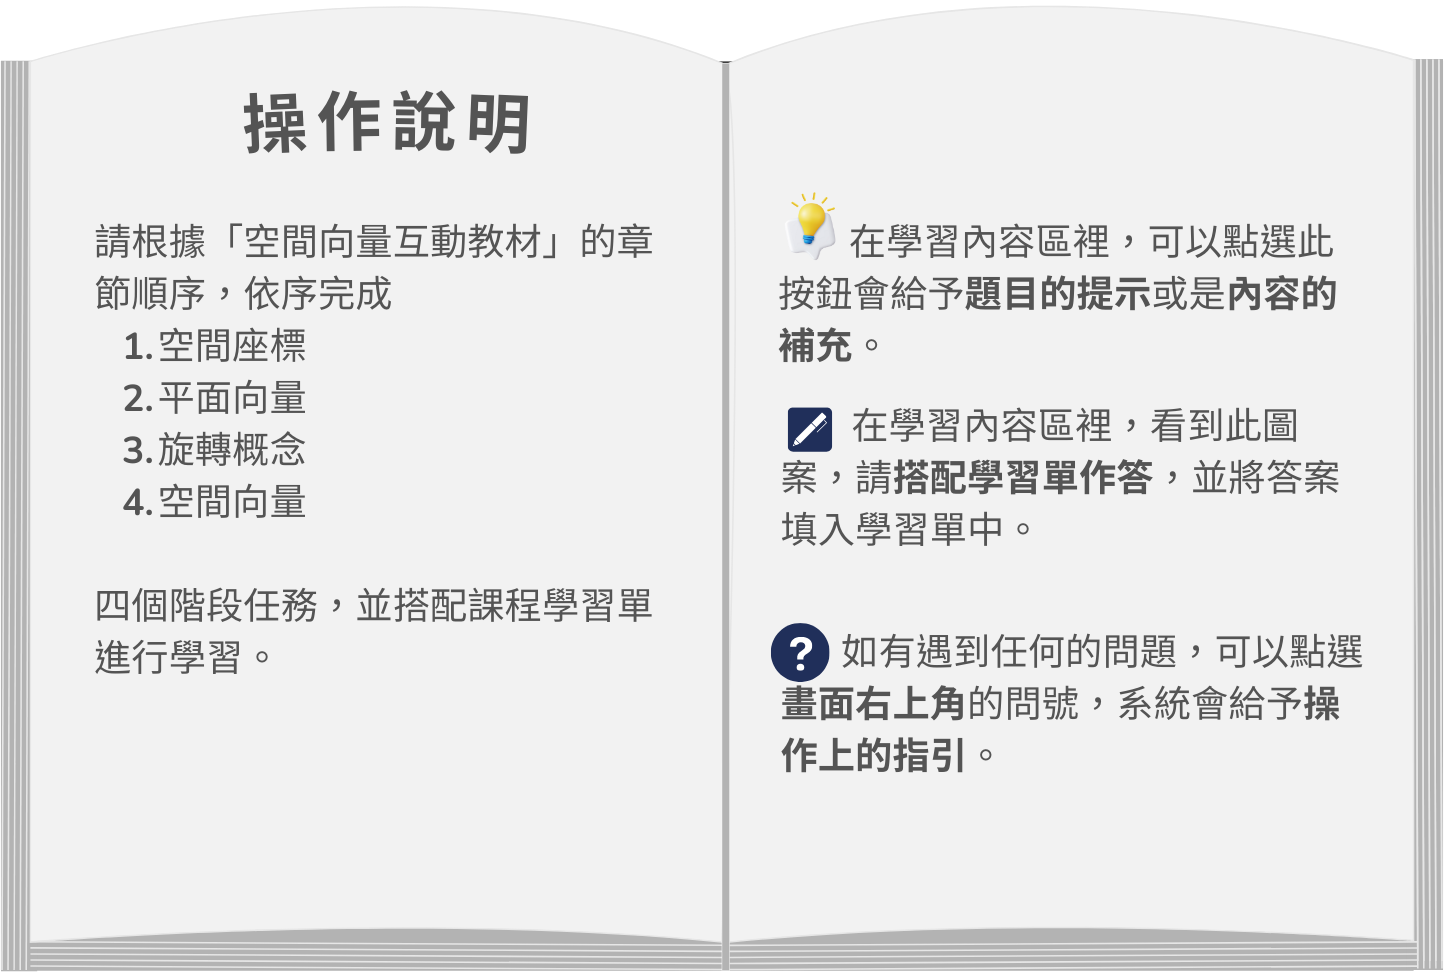 操作說明
請根據「空間向量互動教材」的章
節順序，依序完成
1.空間座標
2.平面向量
3.旋轉概念
4.空間向量
四個階段任務，並搭配課程學習單
進行學習。
在學習內容區裡，可以點選此
按鈕會給予題目的提示或是內容的
補充。
在學習內容區裡，看到此圖
案，請搭配學習單作答，並將答案
填入學習單中。
? 如有遇到任何的問題，可以點選
畫面右上角的問號，系統會給予操
作上的指引。